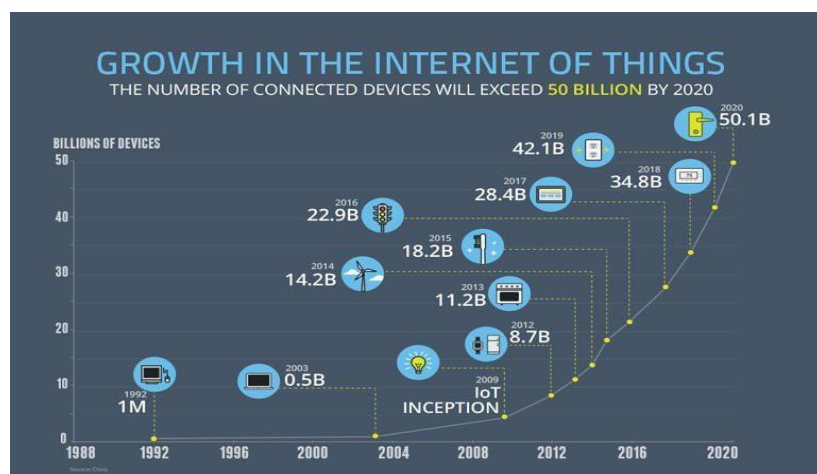 GROWTH IN THE INTERNET OF THINGS
THE NUMBER OF CONNECTED DEVICES WILL EXCEED 50 BILLION BY 2020
BILLIONS OF DEVICES
50
40
30
20
10
0
1992
1M
2003
0.5B
2009
IoT
INCEPTION
2012
8.7B
2013
11.2B
2014
14.2B
2015
18.2B
2016
22.9B
2017
28.4B
2018
34.8B
2019
42.1B
2020
50.1B
75
1988 1992 1996 2000 2004 2008 2012 2016 2020